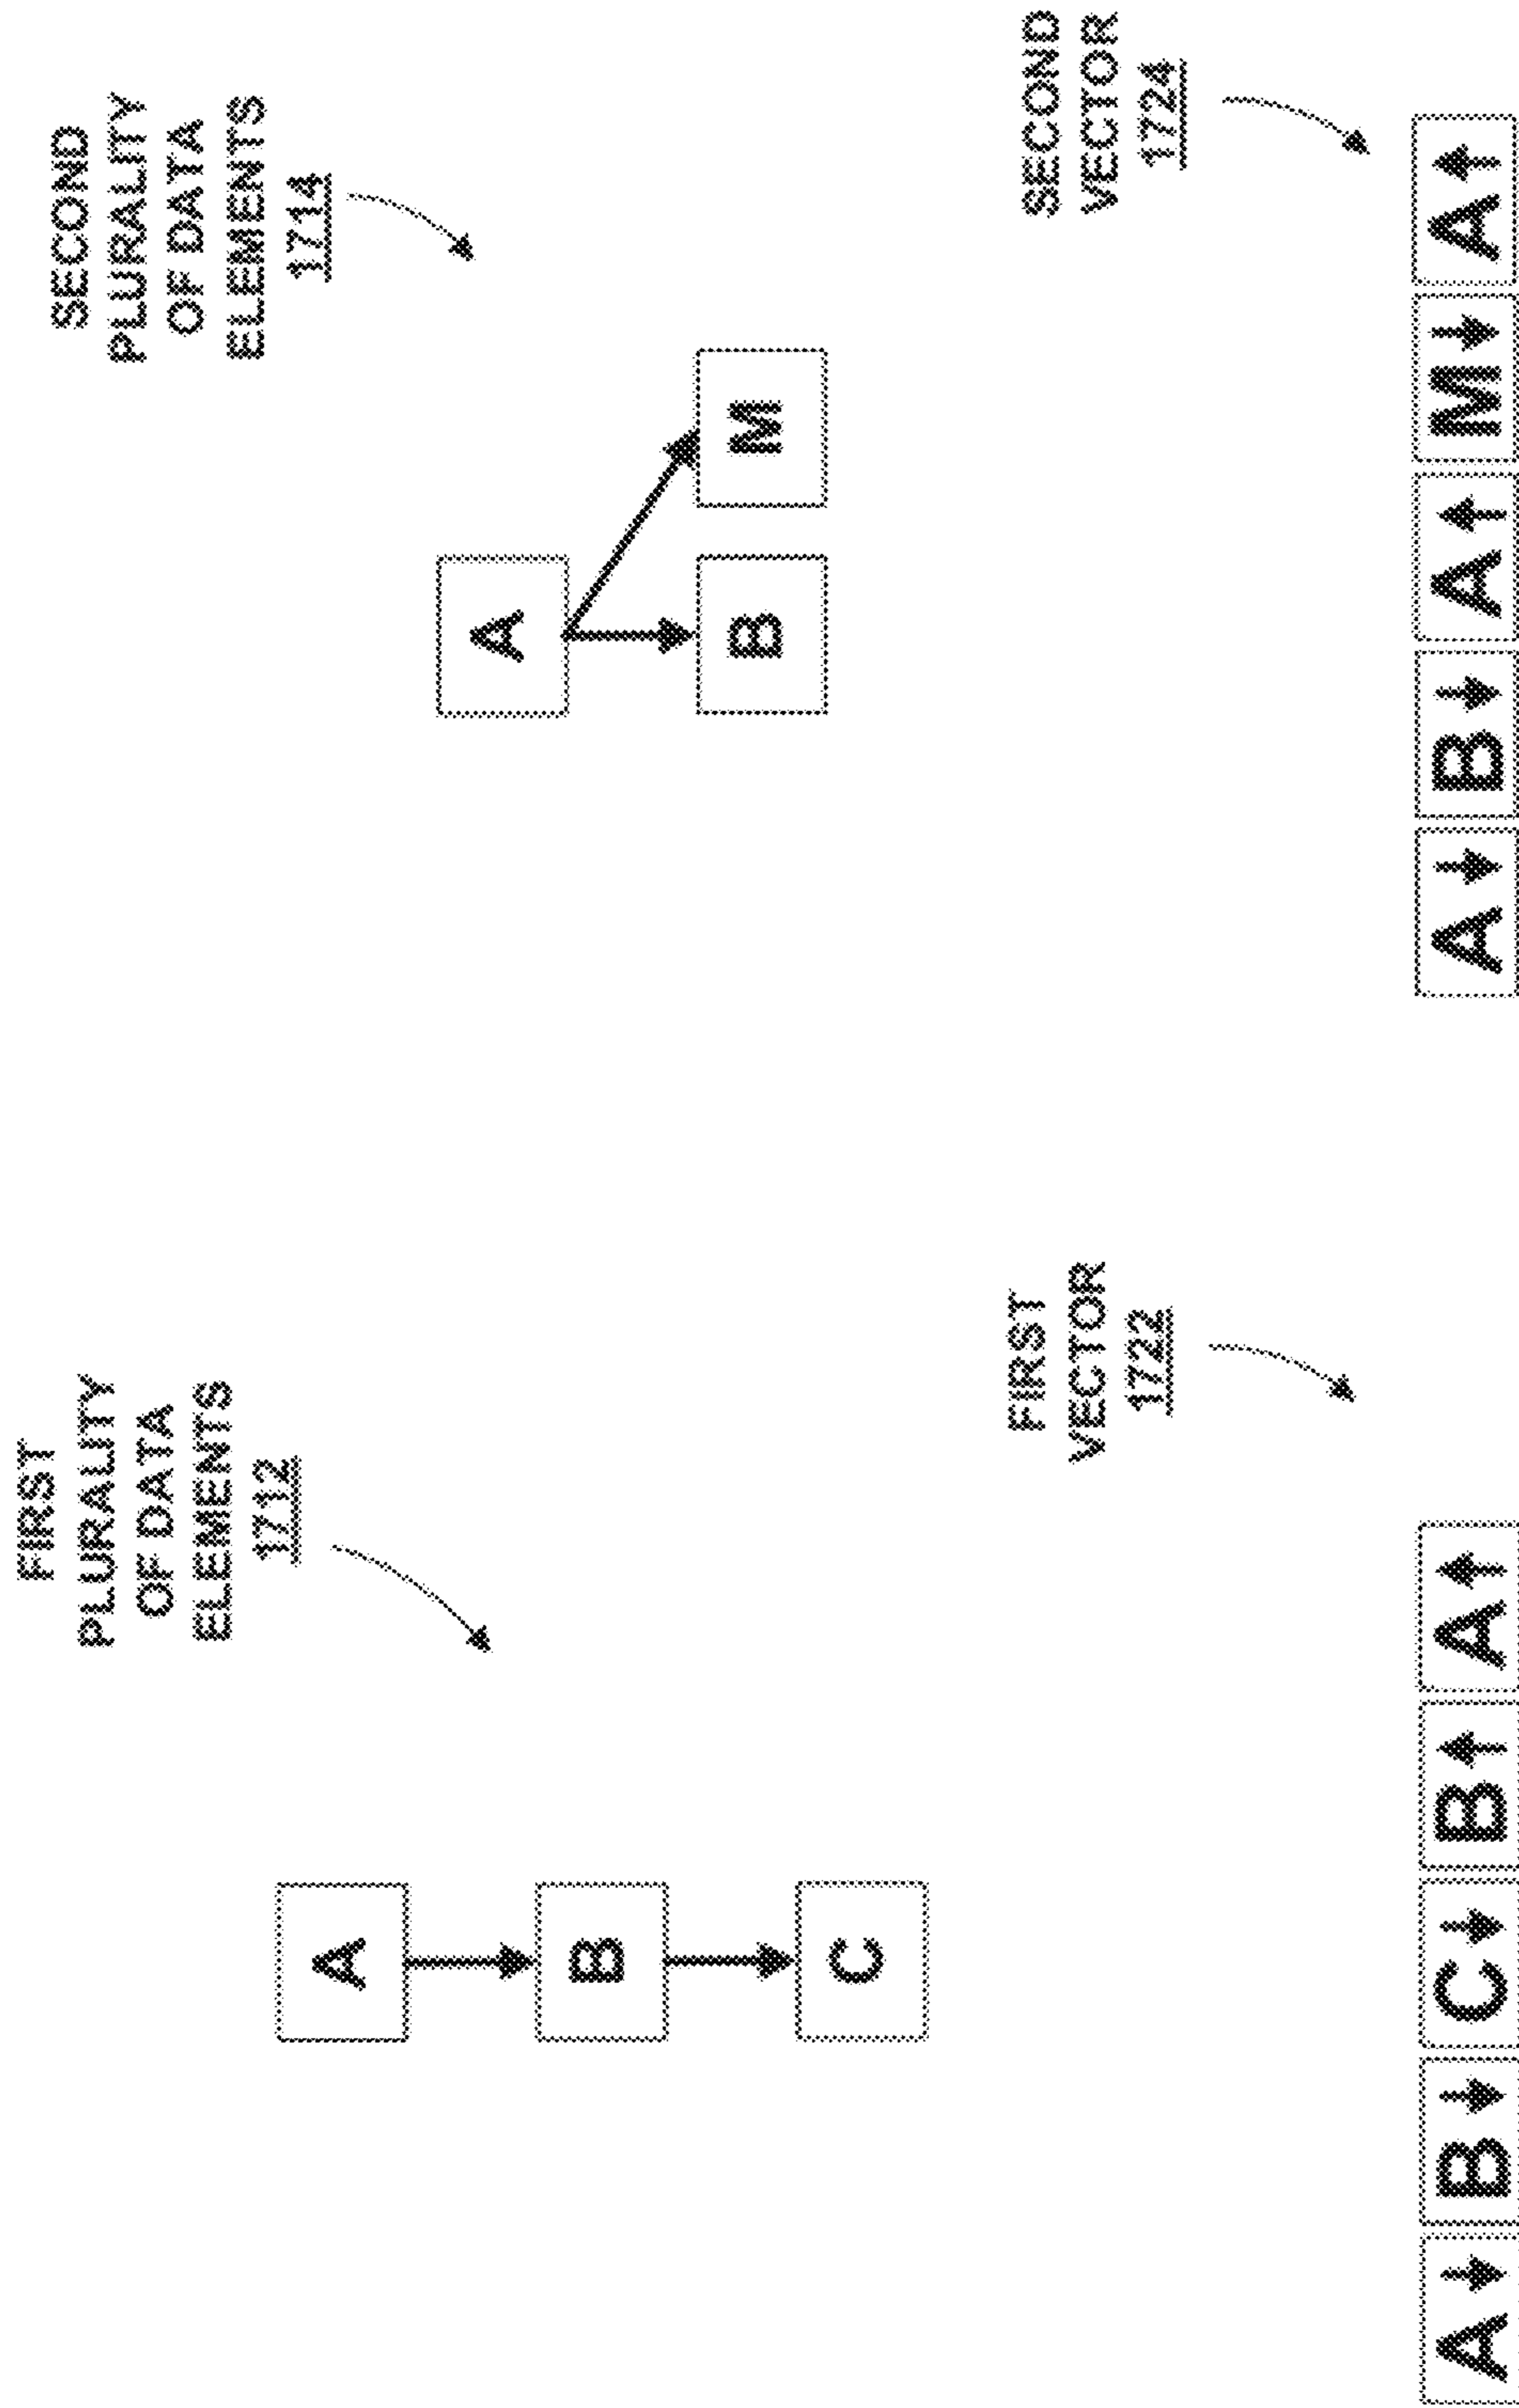 FIRST
PLURALITY
OF DATA
ELEMENTS
1712
A
B
C
SECOND
PLURALITY
OF DATA
ELEMENTS
1714
A
B M
FIRST
VECTOR
1722
A↓ B↓ C↓ B↑ A↑
SECOND
VECTOR
1724
A↓ B↓ A↑ M↓ A↑